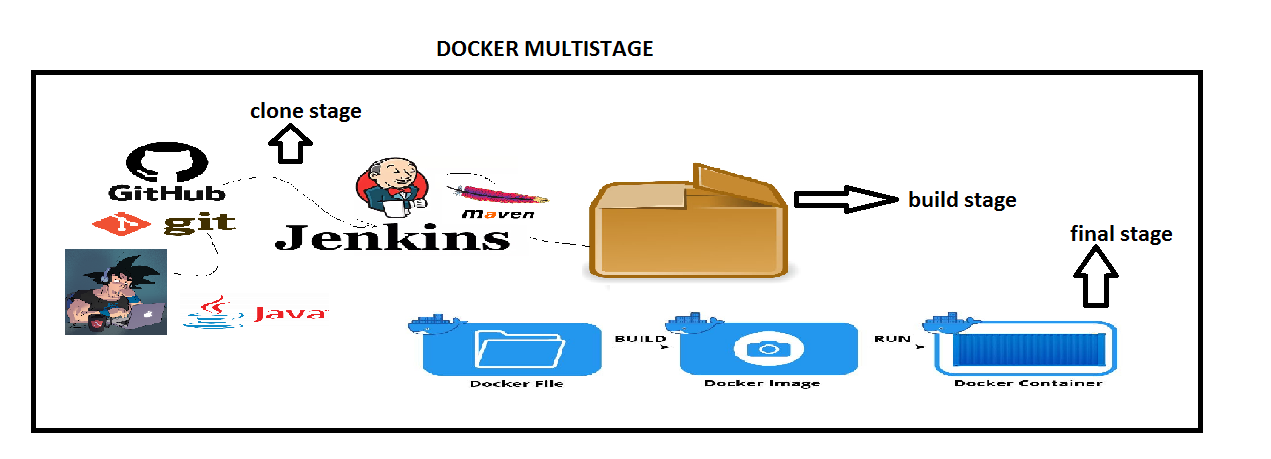 DOCKER MULTISTAGE
clone stage
GitHub
git
Jenkins
maven
build stage
final stage
Java
BUILD
RUN
Docker File
Docker Image
Docker Container